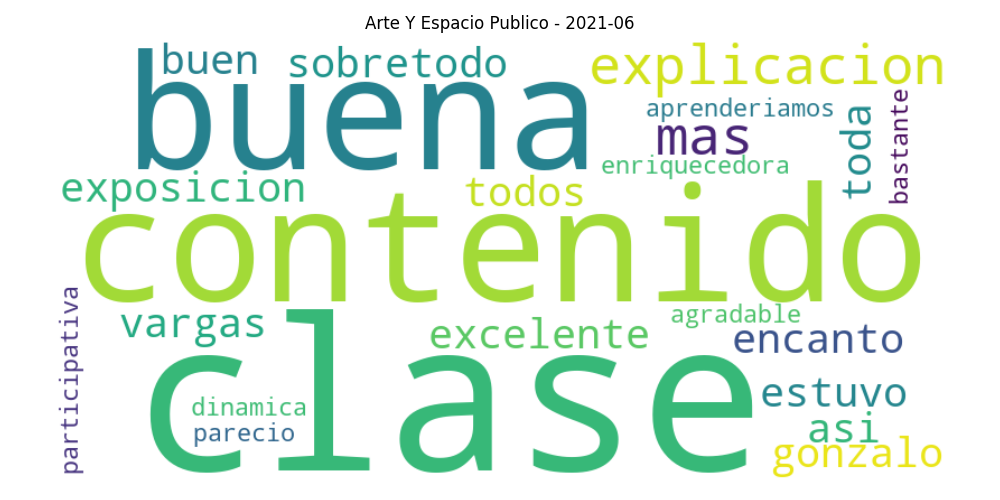 Arte Y Espacio Publico - 2021-06
buen
sobretodo
explicacion
buena
aprenderiamos
mas
toda
bastante
enriquecedora
exposicion
todos
contenido
participativa
vargas
agradable
excelente
encanto
clase
dinamica
parecio
estuvo
asi
gonzalo